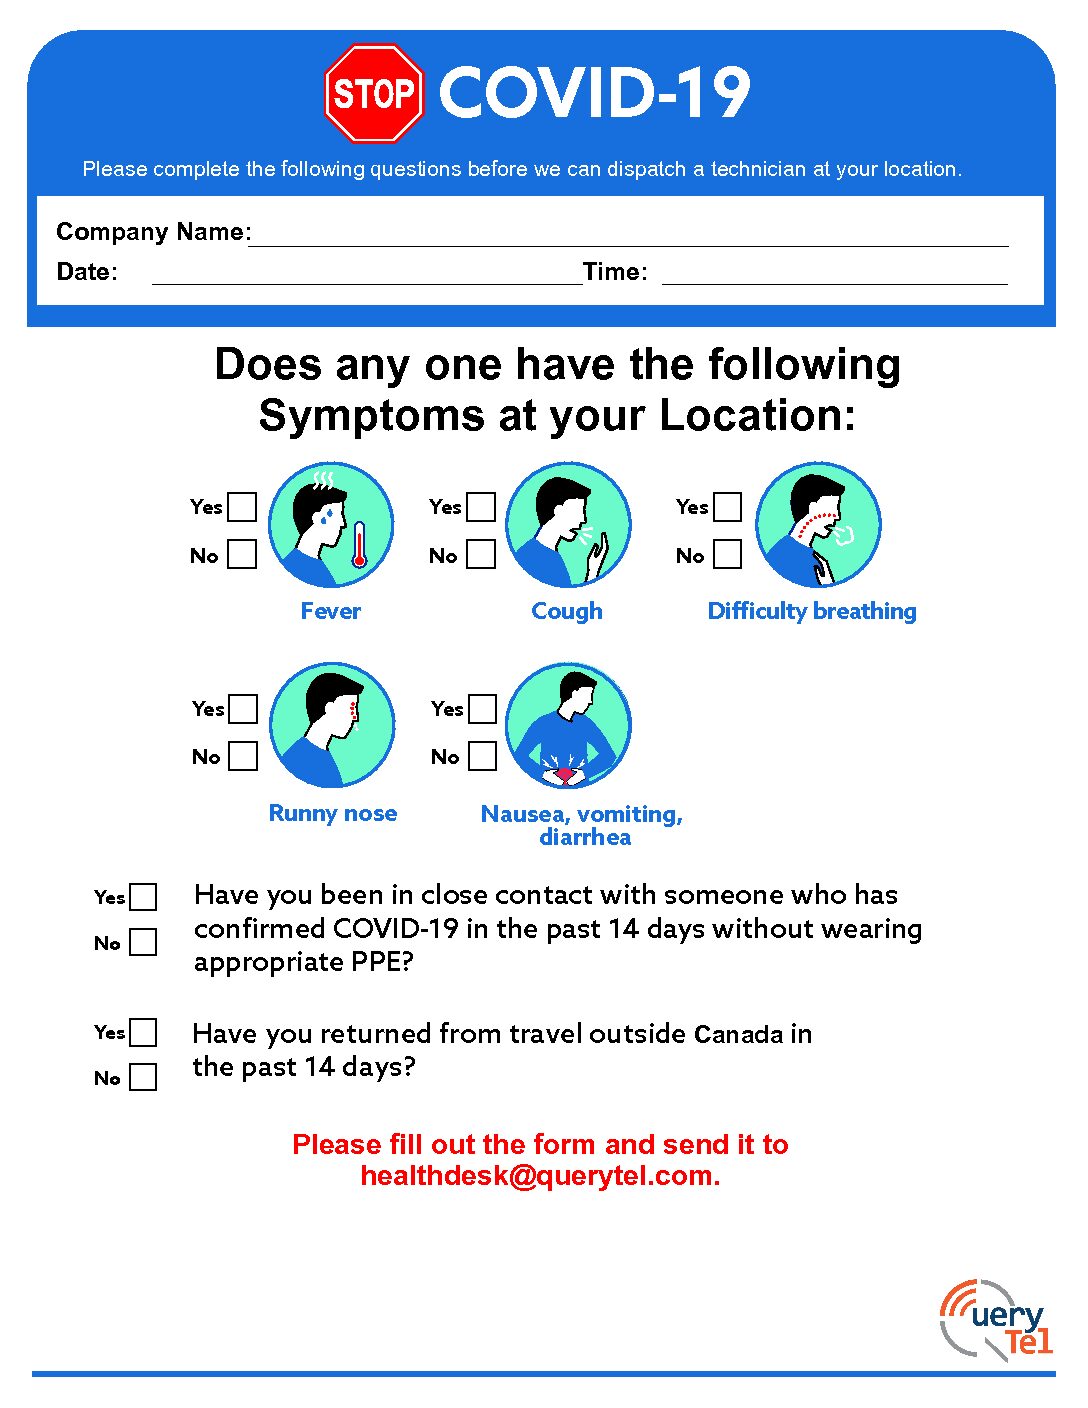 STOP COVID-19
Please complete the following questions before we can dispatch a technician at your location.
Company Name:
Date: Time:
Does any one have the following
Symptoms at your Location:
Yes Yes Yes
No No No
Fever Cough Difficulty breathing
Yes Yes
No No
Runny nose Nausea, vomiting,
diarrhea
Yes Have you been in close contact with someone who has
confirmed COVID-19 in the past 14 days without wearing
No
appropriate PPE?
Yes Have you returned from travel outside Canada in
the past 14 days?
No
Please fill out the form and send it to
healthdesk@querytel.com.
uery
Tel